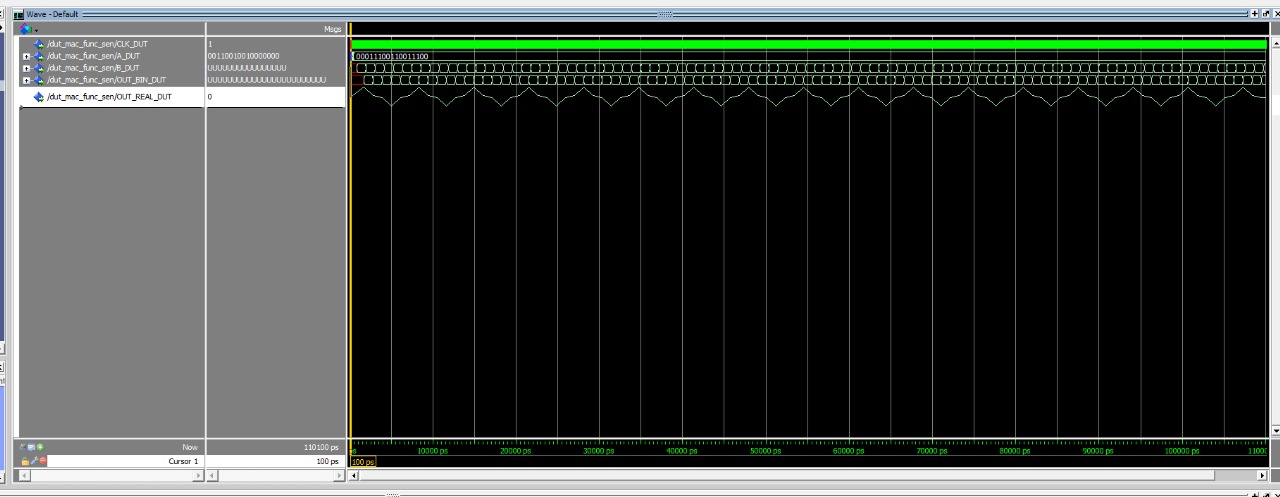 Wave - Default
Msgs
/dut_mac_func_sen/CLK_DUT 1
/dut_mac_func_sen/A_DUT 0011001001000000 000111001100111100
/dut_mac_func_sen/B_DUT UUUUUUUUUUUUUUUU
/dut_mac_func_sen/OUT_BIN_DUT UUUUUUUUUUUUUUUUUUUUUUUU
/dut_mac_func_sen/OUT_REAL_DUT 0
Now 110100 ps 10000 ps 20000 ps 30000 ps 40000 ps 50000 ps 60000 ps 70000 ps 80000 ps 90000 ps 100000 ps
Cursor 1 100 ps 100 ps